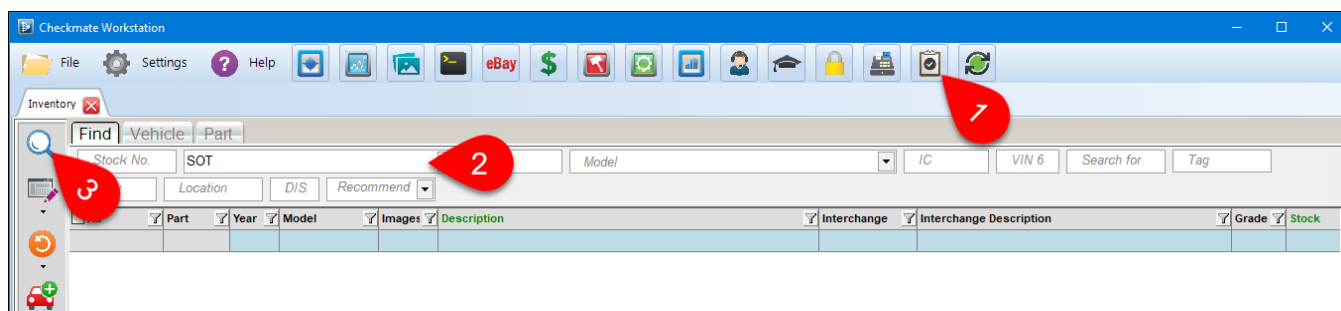 Checkmate Workstation
File Settings Help eBay $
1
Inventory
Find Vehicle Part
Stock No. SOT 2 Model IC VIN 6 Search for Tag
3 Location DIS Recommend
Part Year Model Images Description Interchange Interchange Description Grade Stock